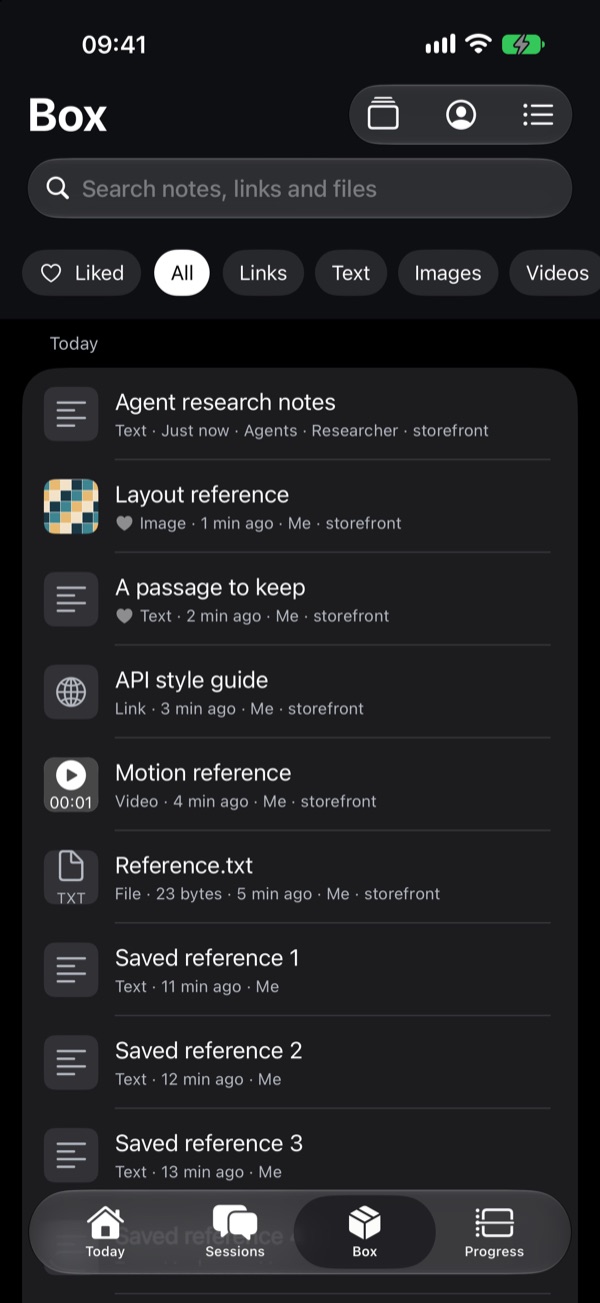 09:41
Box
Search notes, links and files
Liked
All
Links
Text
Images
Videos
Today
Agent research notes
Text · Just now · Agents · Researcher · storefront
Layout reference
Image · 1 min ago · Me · storefront
A passage to keep
Text · 2 min ago · Me · storefront
API style guide
Link · 3 min ago · Me · storefront
Motion reference
00:01
Video · 4 min ago · Me · storefront
Reference.txt
TXT
File · 23 bytes · 5 min ago · Me · storefront
Saved reference 1
Text · 11 min ago · Me
Saved reference 2
Text · 12 min ago · Me
Saved reference 3
Text · 13 min ago · Me
Saved reference
Today
Sessions
Box
Progress